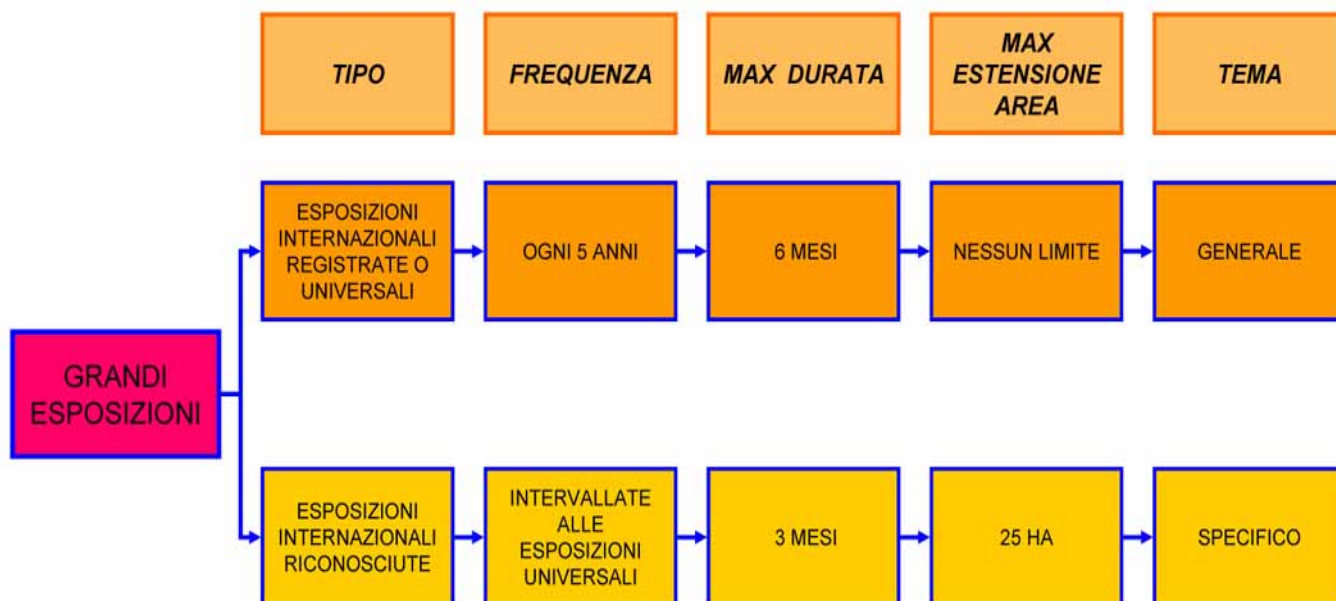 TIPO
FREQUENZA
MAX DURATA
MAX
ESTENSIONE
AREA
TEMA
GRANDI
ESPOSIZIONI
ESPOSIZIONI
INTERNAZIONALI
REGISTRATE O
UNIVERSALI
OGNI 5 ANNI
6 MESI
NESSUN LIMITE
GENERALE
ESPOSIZIONI
INTERNAZIONALI
RICONOSCIUTE
INTERVALLATE
ALLE
ESPOSIZIONI
UNIVERSALI
3 MESI
25 HA
SPECIFICO